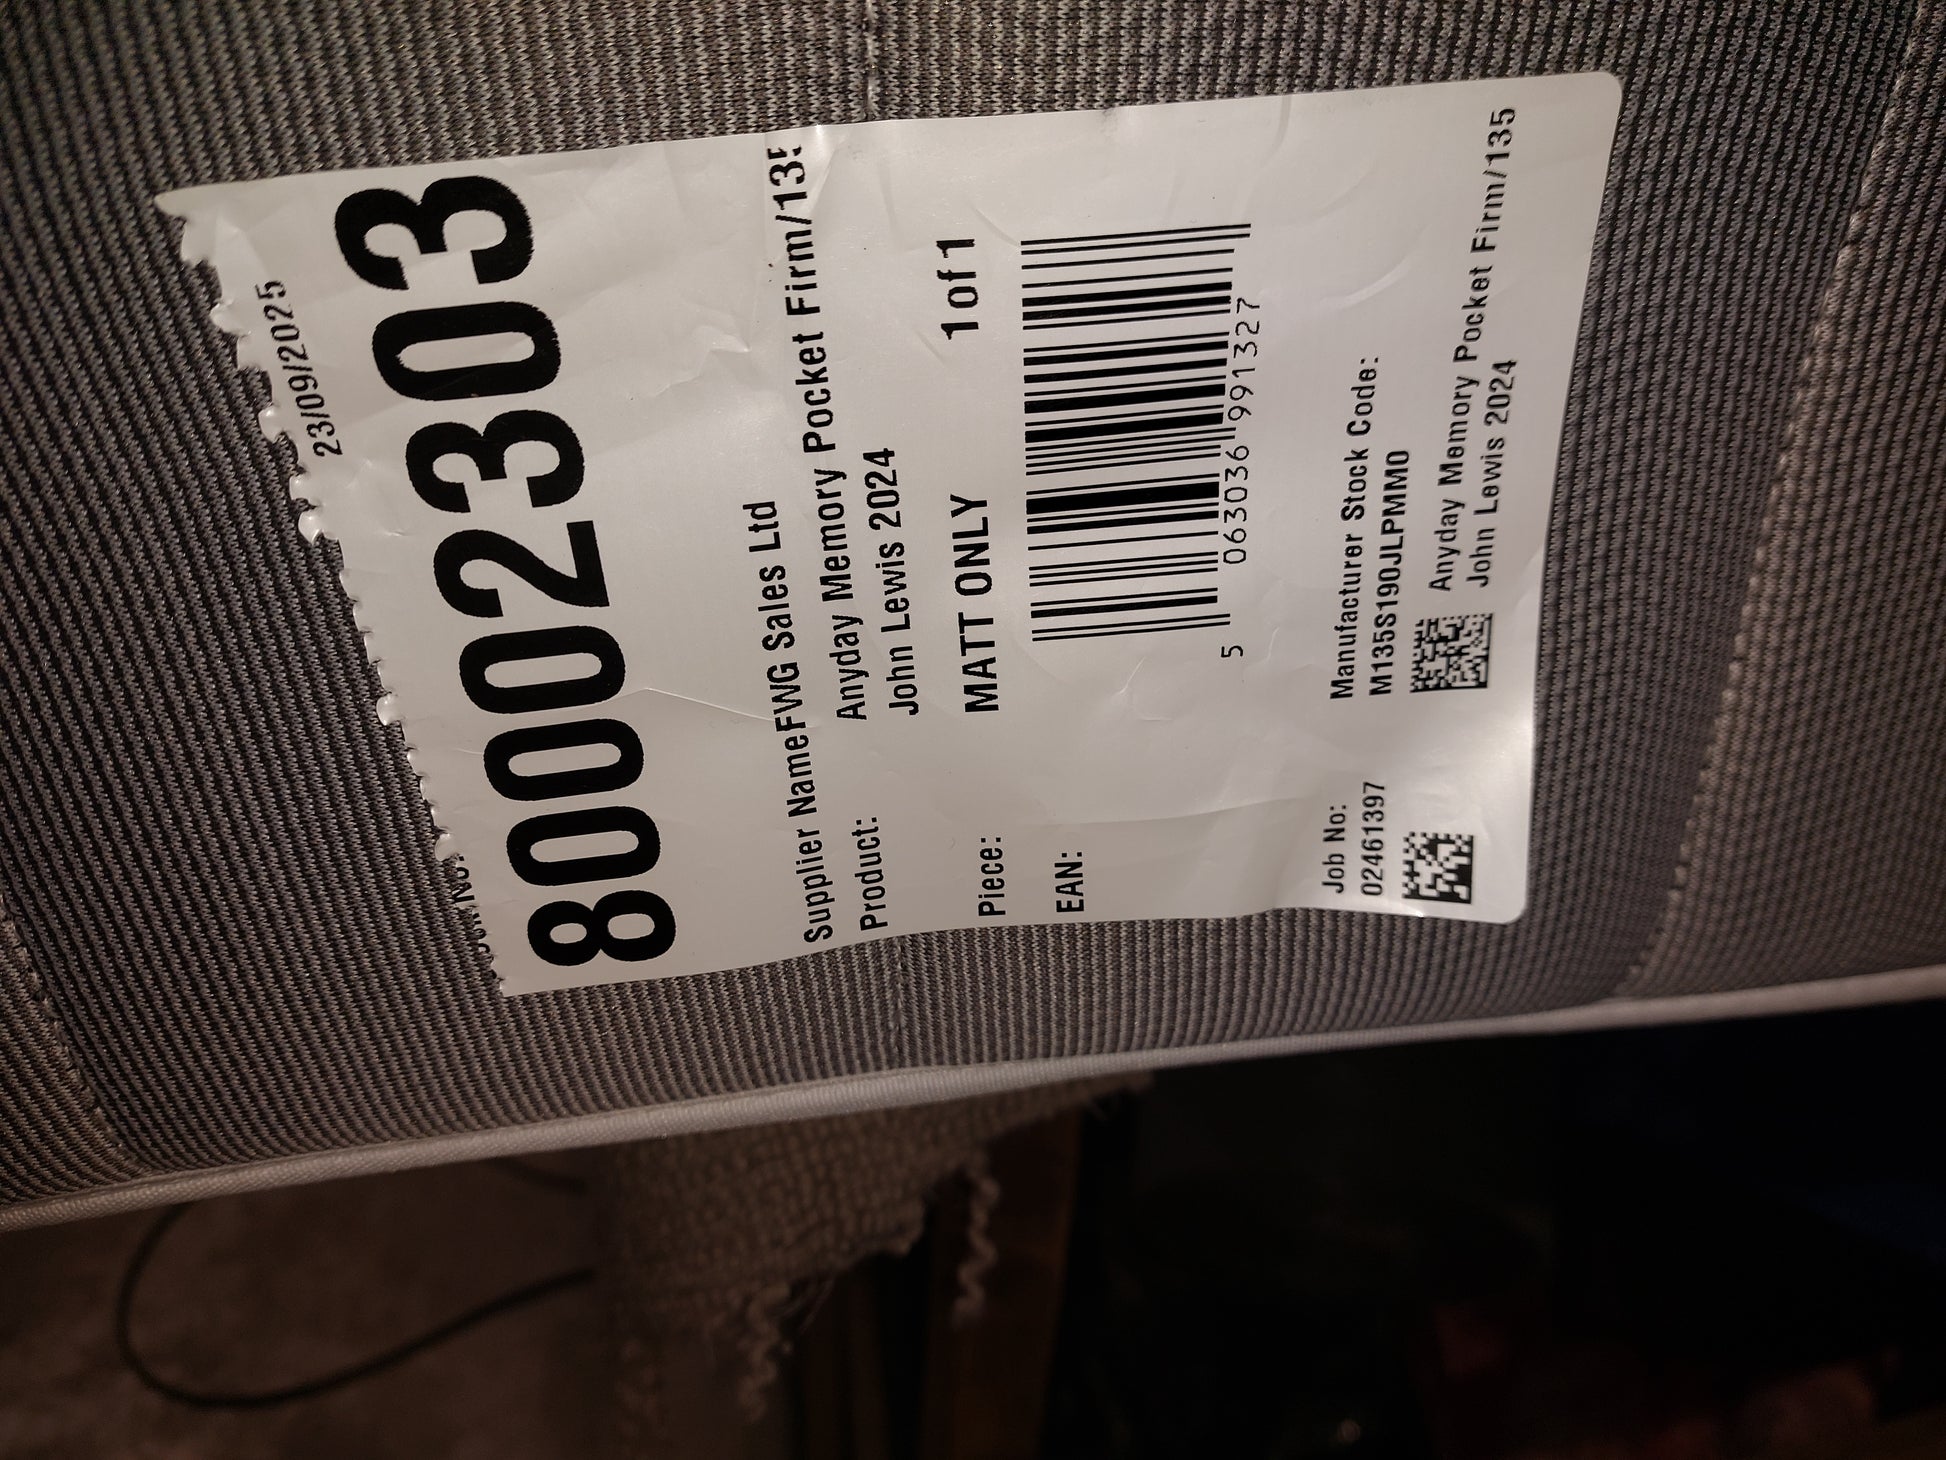 23/09/2025
80002303
Supplier NameFWG Sales Ltd
Product: Anyday Memory Pocket Firm/135
John Lewis 2024
Piece: MATT ONLY 1of1
EAN:
5 063036 991327
Job No: Manufacturer Stock Code:
02461397 M135S190JLPMM0
Anyday Memory Pocket Firm/135
John Lewis 2024